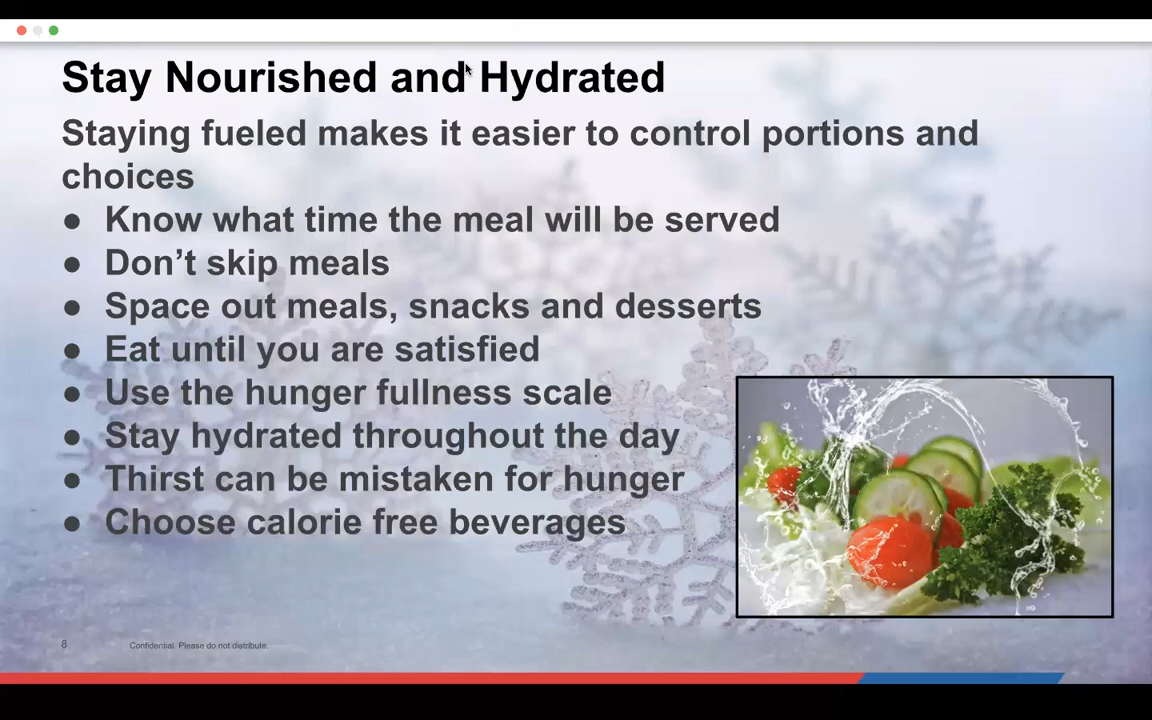 Stay Nourished and Hydrated
Staying fueled makes it easier to control portions and
choices
● Know what time the meal will be served
● Don’t skip meals
● Space out meals, snacks and desserts
● Eat until you are satisfied
● Use the hunger fullness scale
● Stay hydrated throughout the day
● Thirst can be mistaken for hunger
● Choose calorie free beverages
8 Confidential. Please do not distribute.